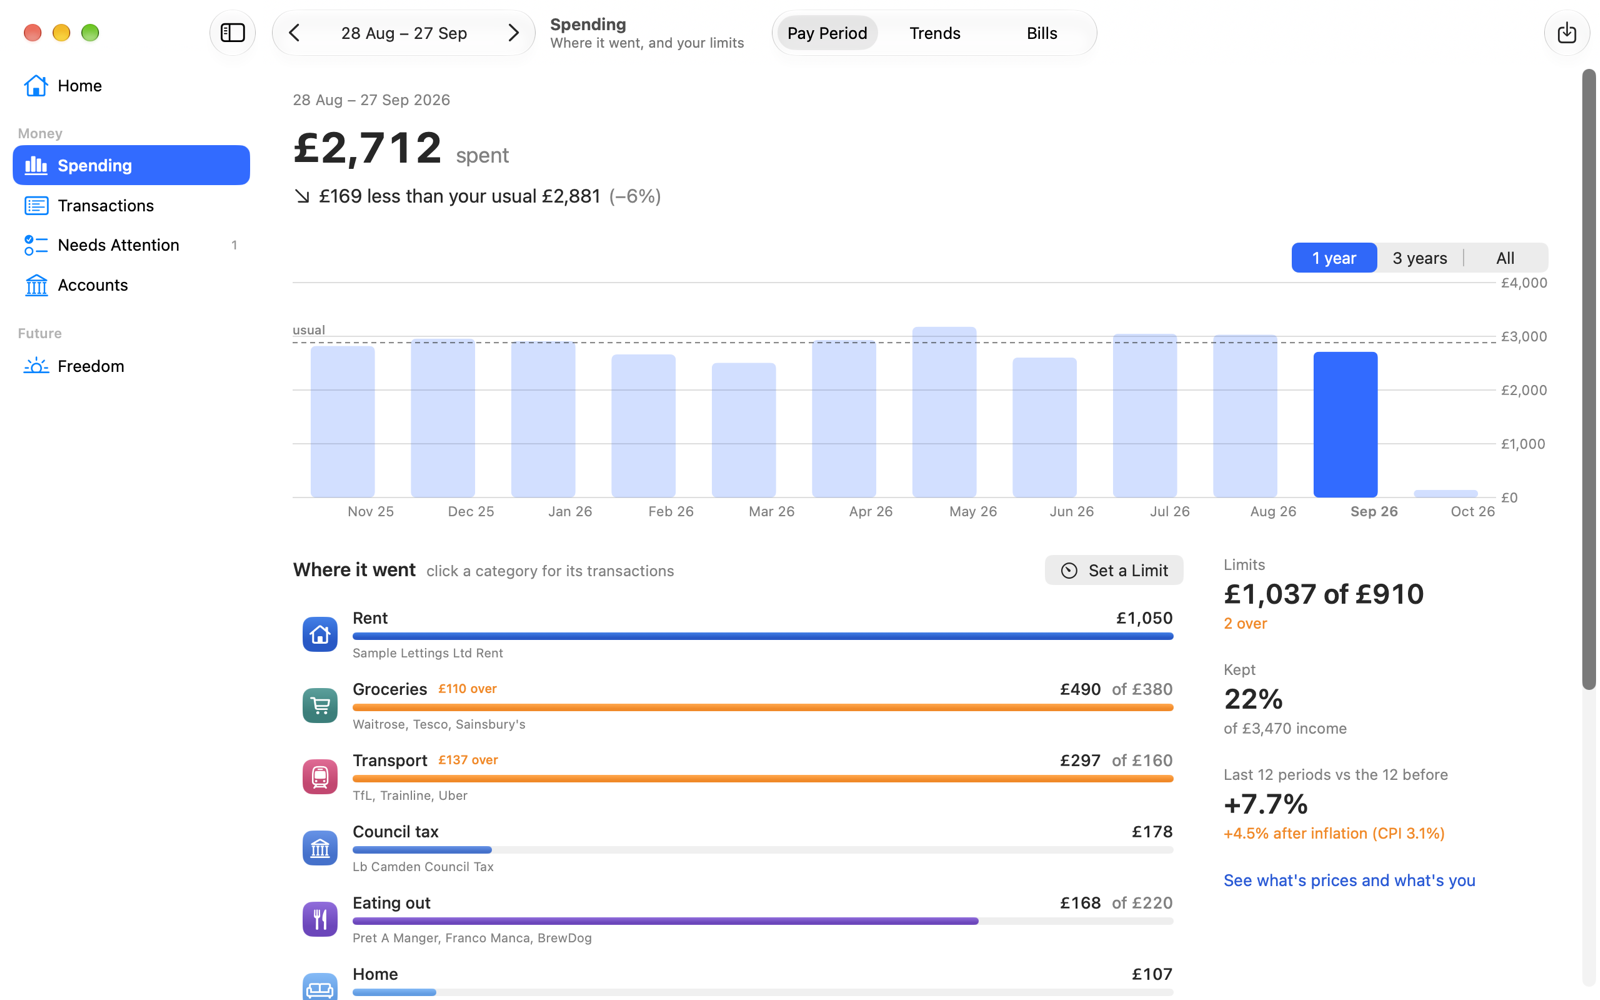 28 Aug – 27 Sep
Spending
Where it went, and your limits
Pay Period
Trends
Bills
Home
Money
Spending
Transactions
Needs Attention 1
Accounts
Future
Freedom
28 Aug – 27 Sep 2026
£2,712 spent
£169 less than your usual £2,881 (−6%)
1 year
3 years
All
£4,000
usual
£3,000
£2,000
£1,000
£0
Nov 25
Dec 25
Jan 26
Feb 26
Mar 26
Apr 26
May 26
Jun 26
Jul 26
Aug 26
Sep 26
Oct 26
Where it went click a category for its transactions
Set a Limit
Rent £1,050
Sample Lettings Ltd Rent
Groceries £110 over £490 of £380
Waitrose, Tesco, Sainsbury's
Transport £137 over £297 of £160
TfL, Trainline, Uber
Council tax £178
Lb Camden Council Tax
Eating out £168 of £220
Pret A Manger, Franco Manca, BrewDog
Home £107
Limits
£1,037 of £910
2 over
Kept
22%
of £3,470 income
Last 12 periods vs the 12 before
+7.7%
+4.5% after inflation (CPI 3.1%)
See what's prices and what's you